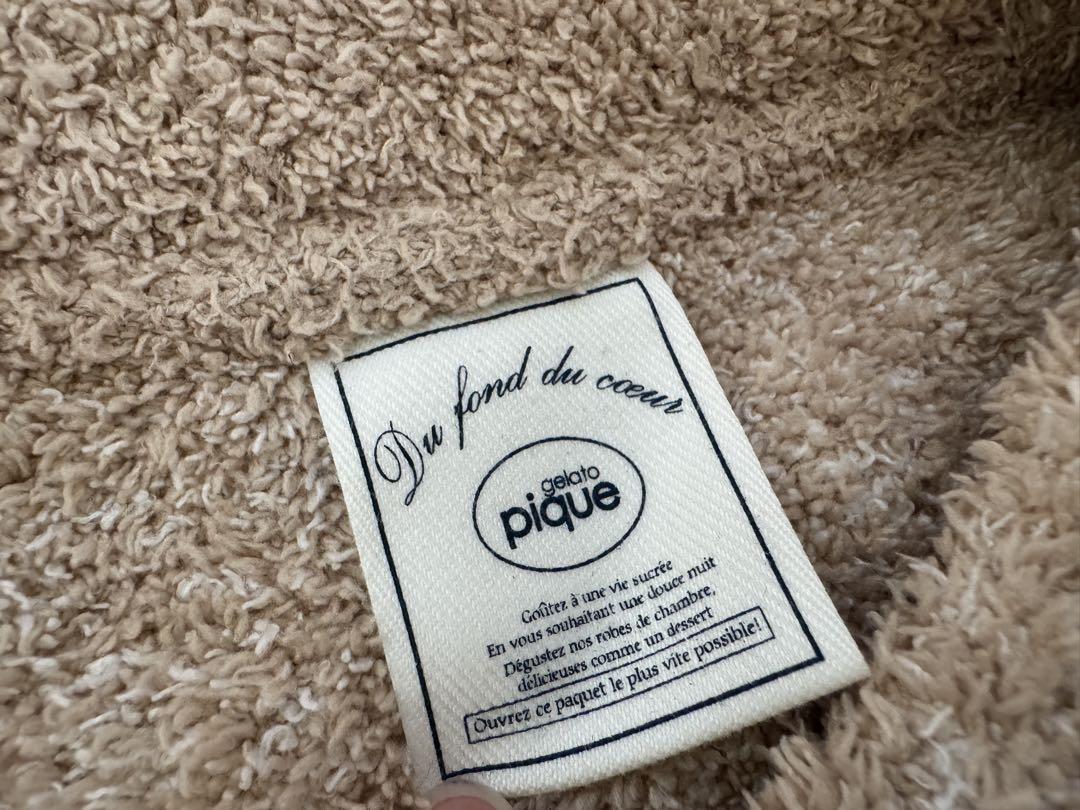 Du fond du cœur
gelato
pique
Goûtez à une vie sucrée
En vous souhaitant une douce nuit
Dégustez nos robes de chambre,
délicieuses comme un dessert
Ouvrez ce paquet le plus vite possible!